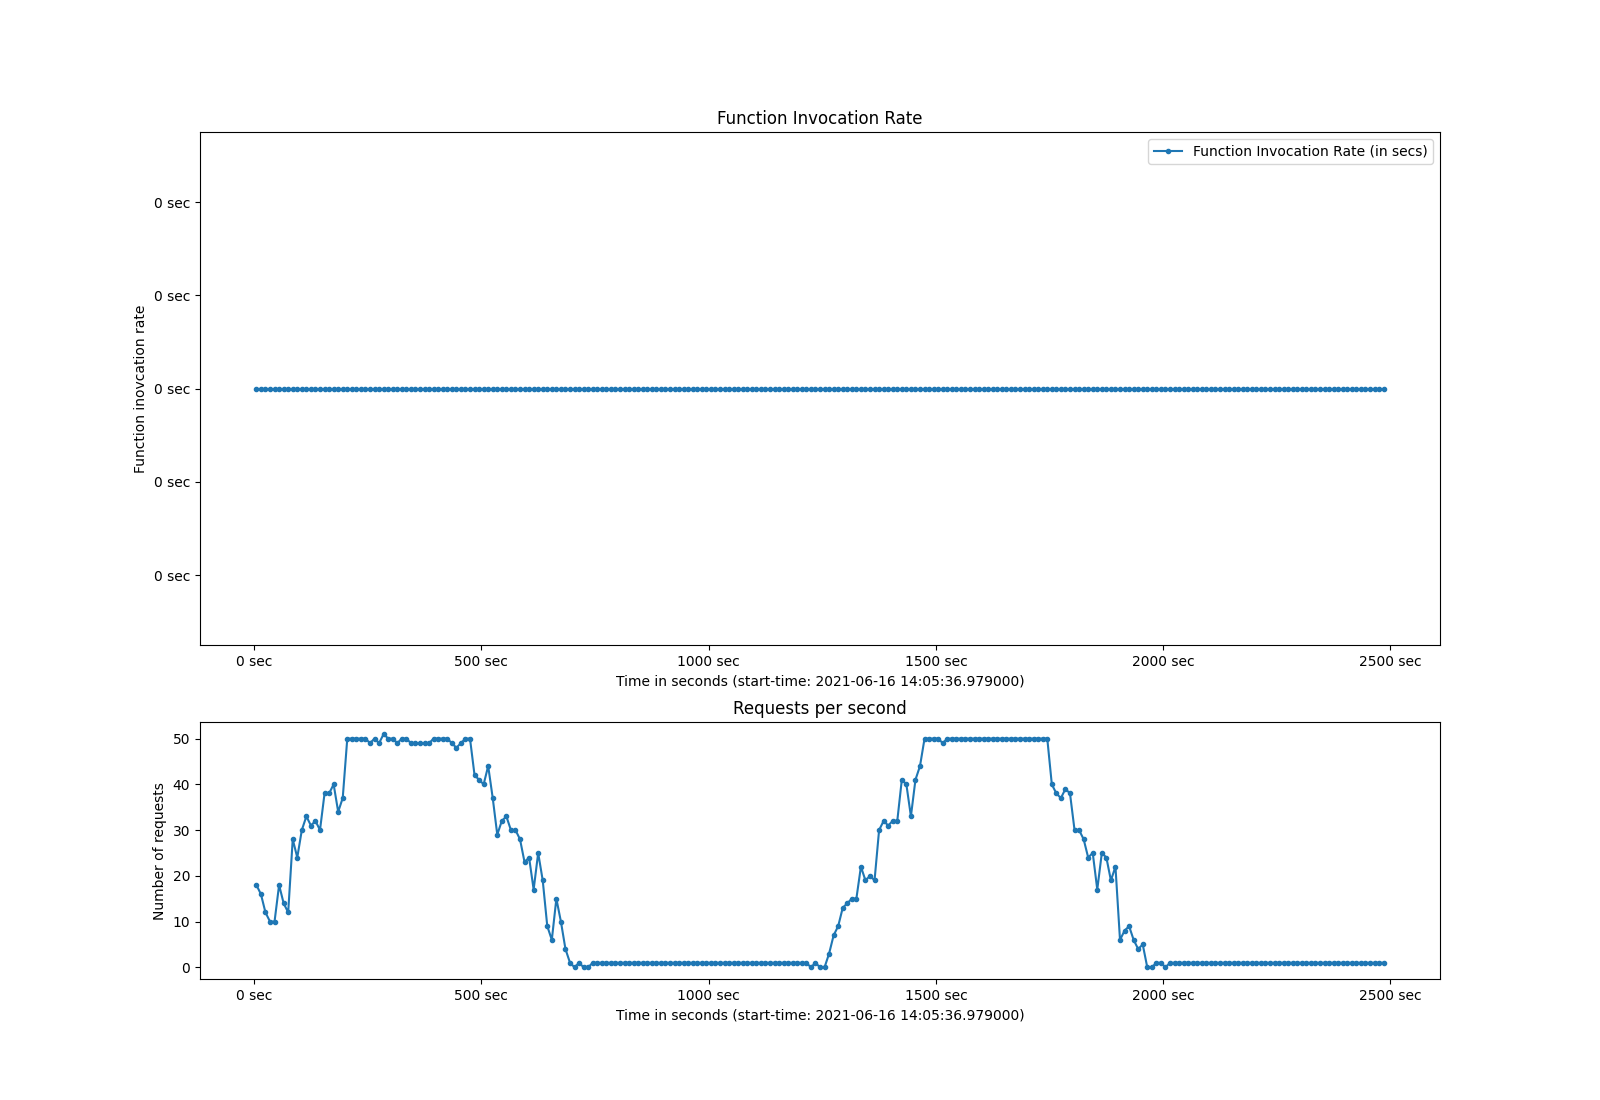 Function Invocation Rate
Function Invocation Rate (in secs)
0 sec
0 sec
0 sec
0 sec
0 sec
Function inovcation rate
0 sec 500 sec 1000 sec 1500 sec 2000 sec 2500 sec
Time in seconds (start-time: 2021-06-16 14:05:36.979000)
Requests per second
50
40
30
20
10
0
Number of requests
0 sec 500 sec 1000 sec 1500 sec 2000 sec 2500 sec
Time in seconds (start-time: 2021-06-16 14:05:36.979000)